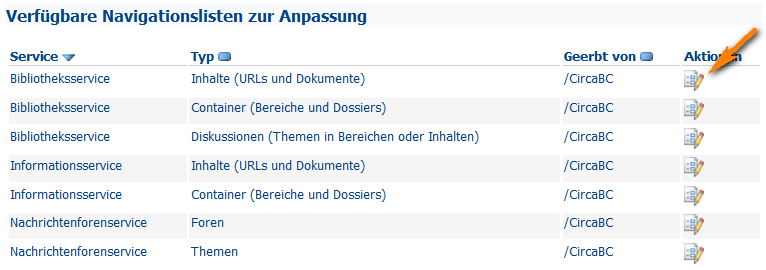 Verfügbare Navigationslisten zur Anpassung
Service Typ Geerbt von Aktionen
Bibliotheksservice Inhalte (URLs und Dokumente) /CircaBC
Bibliotheksservice Container (Bereiche und Dossiers) /CircaBC
Bibliotheksservice Diskussionen (Themen in Bereichen oder Inhalten) /CircaBC
Informationsservice Inhalte (URLs und Dokumente) /CircaBC
Informationsservice Container (Bereiche und Dossiers) /CircaBC
Nachrichtenforenservice Foren /CircaBC
Nachrichtenforenservice Themen /CircaBC